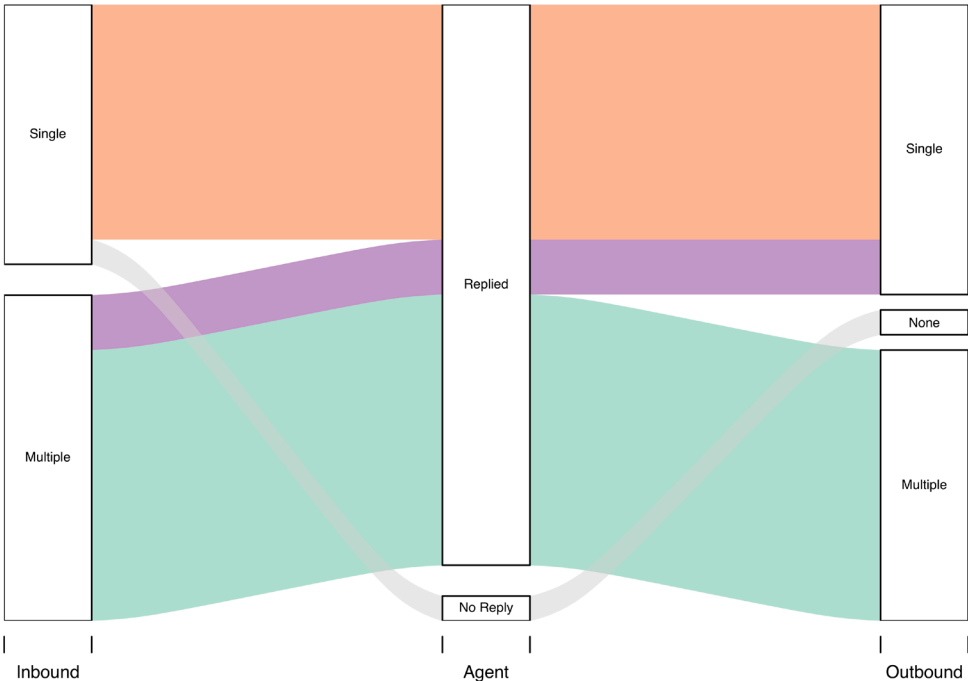 Single
Single
Replied
None
Multiple
Multiple
No Reply
Inbound
Agent
Outbound